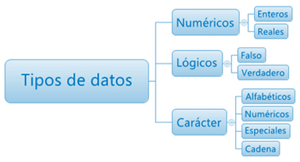 Tipos de datos
Numéricos
Enteros
Reales
Lógicos
Falso
Verdadero
Carácter
Alfabéticos
Numéricos
Especiales
Cadena